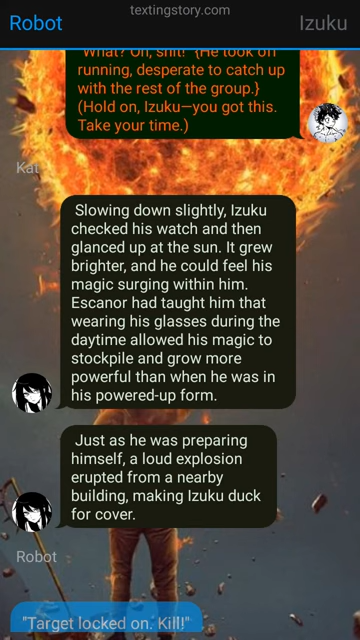 textingstory.com
Robot
Izuku
"What? Oh, shit!" {He took off
running, desperate to catch up
with the rest of the group.}
(Hold on, Izuku—you got this.
Take your time.)
Kat
Slowing down slightly, Izuku
checked his watch and then
glanced up at the sun. It grew
brighter, and he could feel his
magic surging within him.
Escanor had taught him that
wearing his glasses during the
daytime allowed his magic to
stockpile and grow more
powerful than when he was in
his powered-up form.
Just as he was preparing
himself, a loud explosion
erupted from a nearby
building, making Izuku duck
for cover.
Robot
"Target locked on. Kill!"